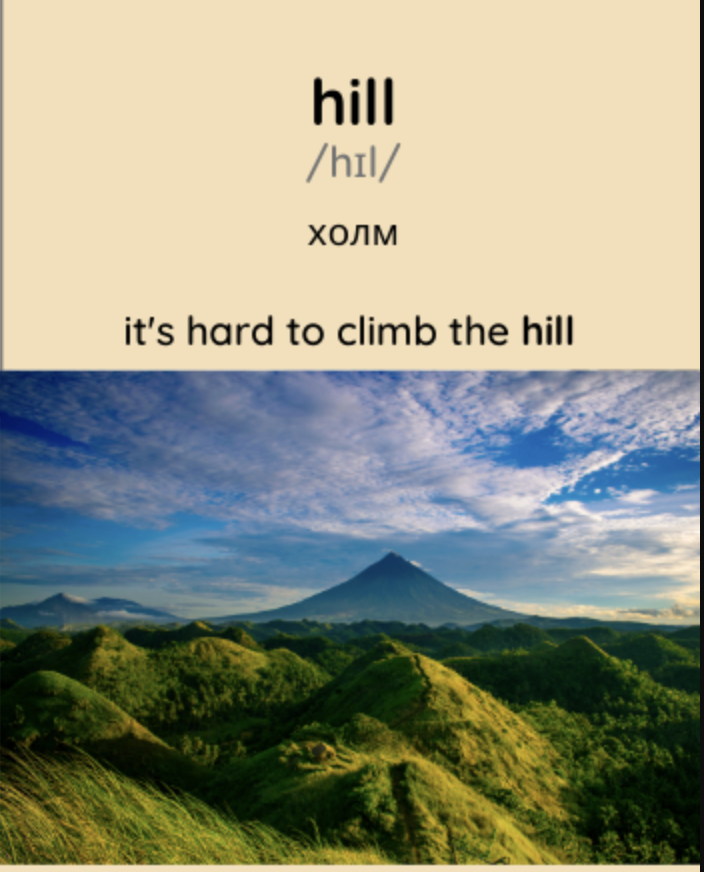 hill
/hɪl/
холм
it's hard to climb the hill